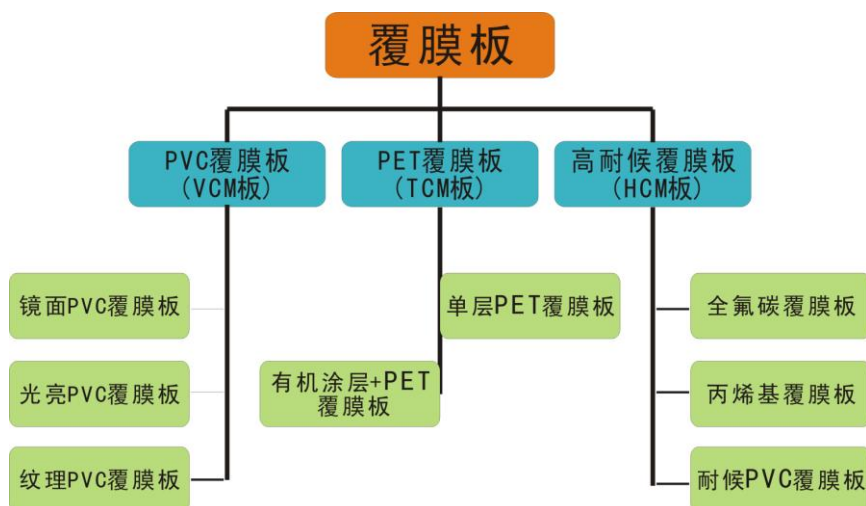 覆膜板
PVC覆膜板
(VCM板)
PET覆膜板
(TCM板)
高耐候覆膜板
(HCM板)
镜面PVC覆膜板
光亮PVC覆膜板
纹理PVC覆膜板
单层PET覆膜板
有机涂层+PET
覆膜板
全氟碳覆膜板
丙烯基覆膜板
耐候PVC覆膜板